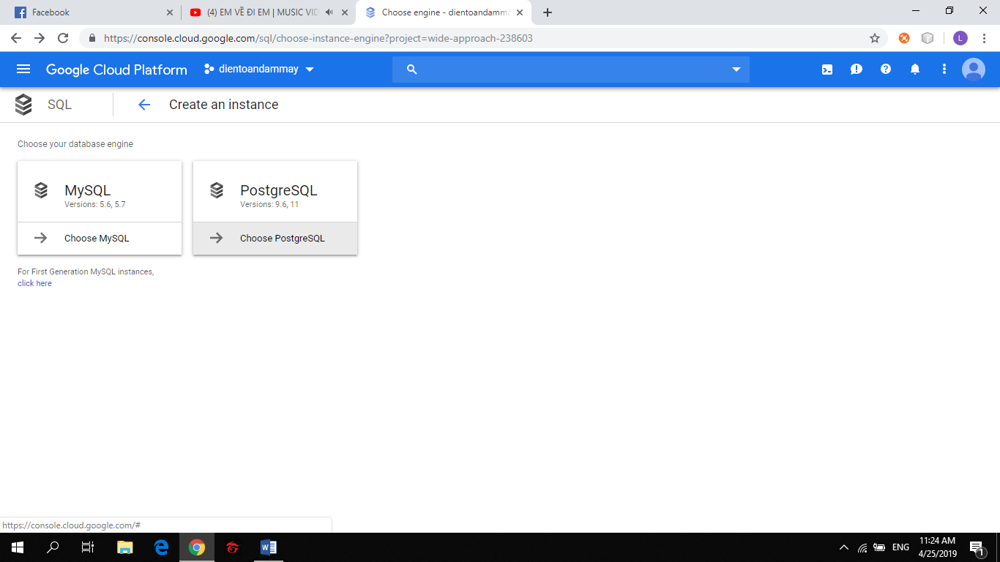 Facebook
(4) EM VỀ ĐI EM | MUSIC VID
Choose engine - dientoandamma
https://console.cloud.google.com/sql/choose-instance-engine?project=wide-approach-238603
L
Google Cloud Platform
dientoandammay
SQL
Create an instance
Choose your database engine
MySQL
Versions: 5.6, 5.7
Choose MySQL
PostgreSQL
Versions: 9.6, 11
Choose PostgreSQL
For First Generation MySQL instances,
click here
https://console.cloud.google.com/#
ENG
11:24 AM
4/25/2019
1